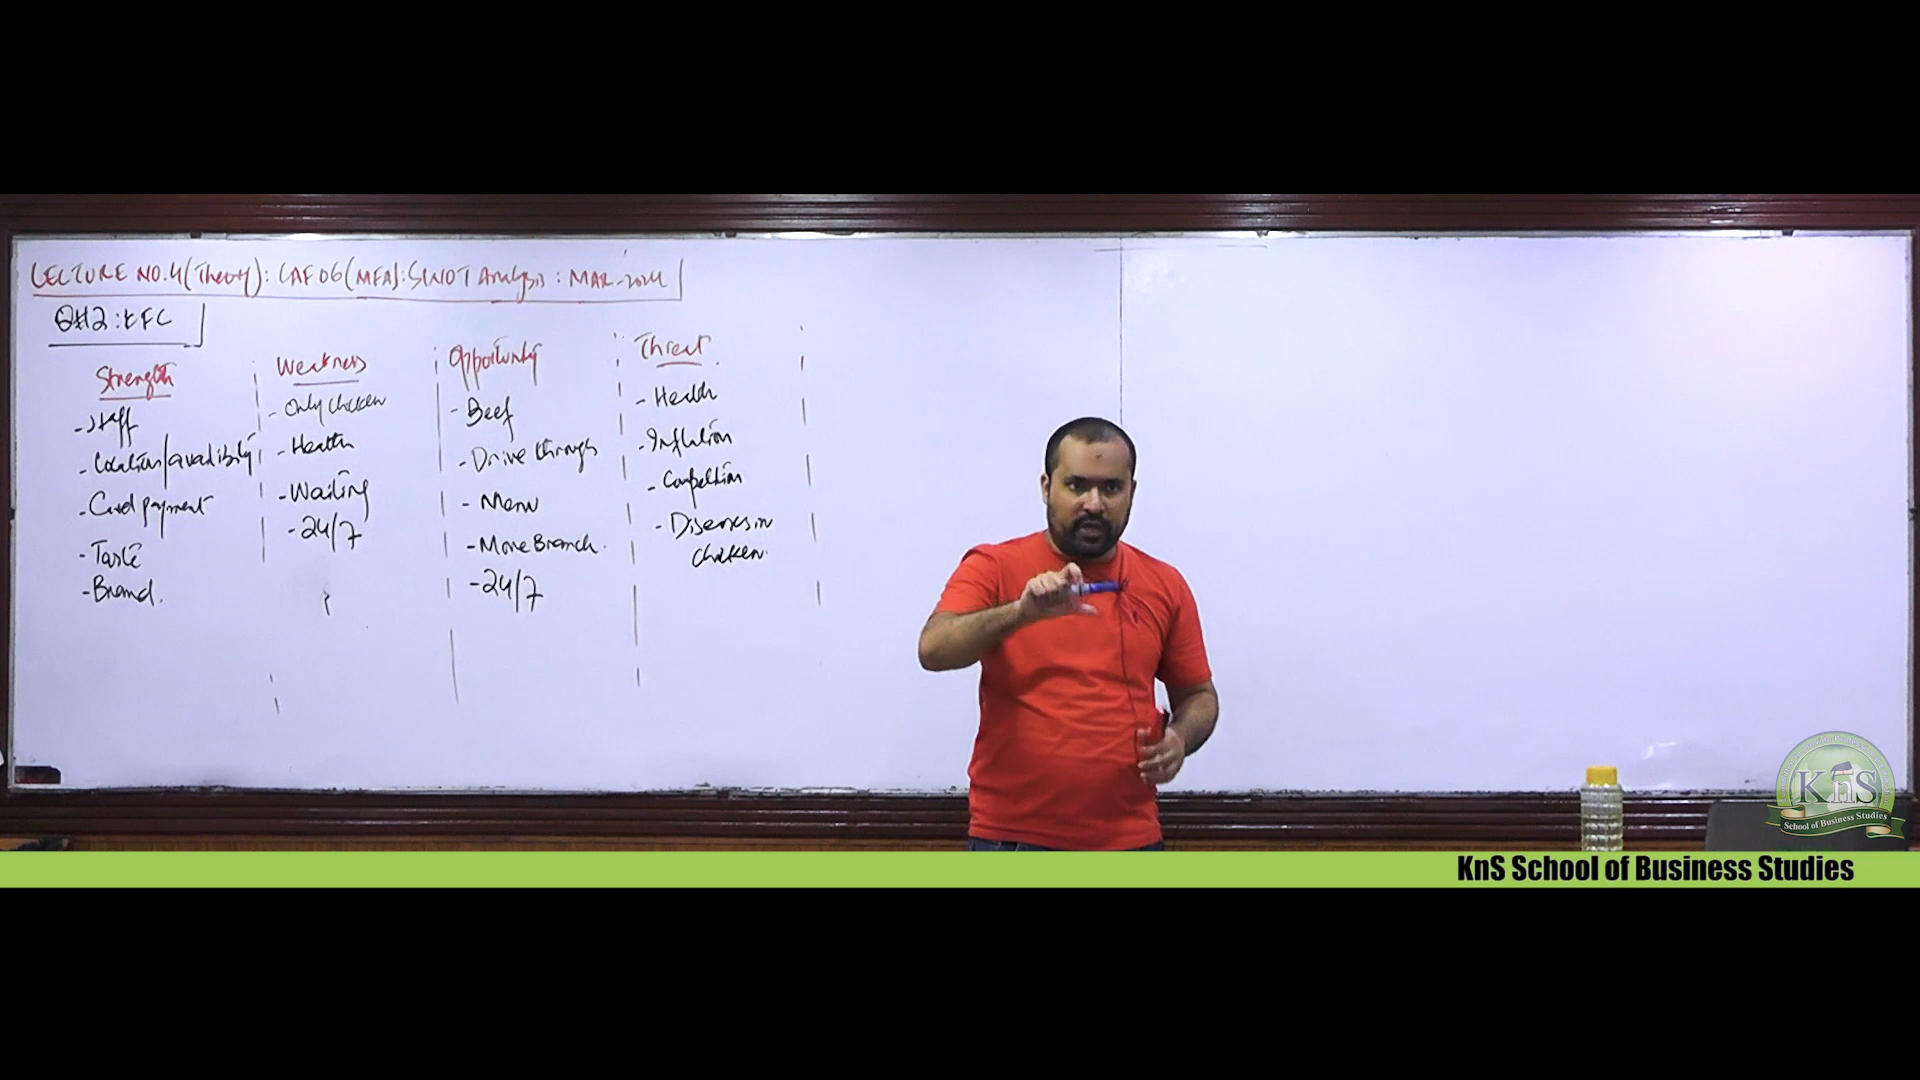 LECTURE NO.4 (Theory): CAF 06 (MFA): SWOT Analysis: MAR-2024
Q#2: KFC
Strength
- Staff
- Location/availability
- Card payment
- Taste
- Brand.
Weakness
- Only chicken
- Health
- Waiting
- 24/7
Opportunity
- Beef
- Drive through
- Menu
- More Branch.
- 24/7
Threat
- Health
- Inflation
- Competition
- Diseases in
chicken.
KnS
School of Business Studies
KnS School of Business Studies